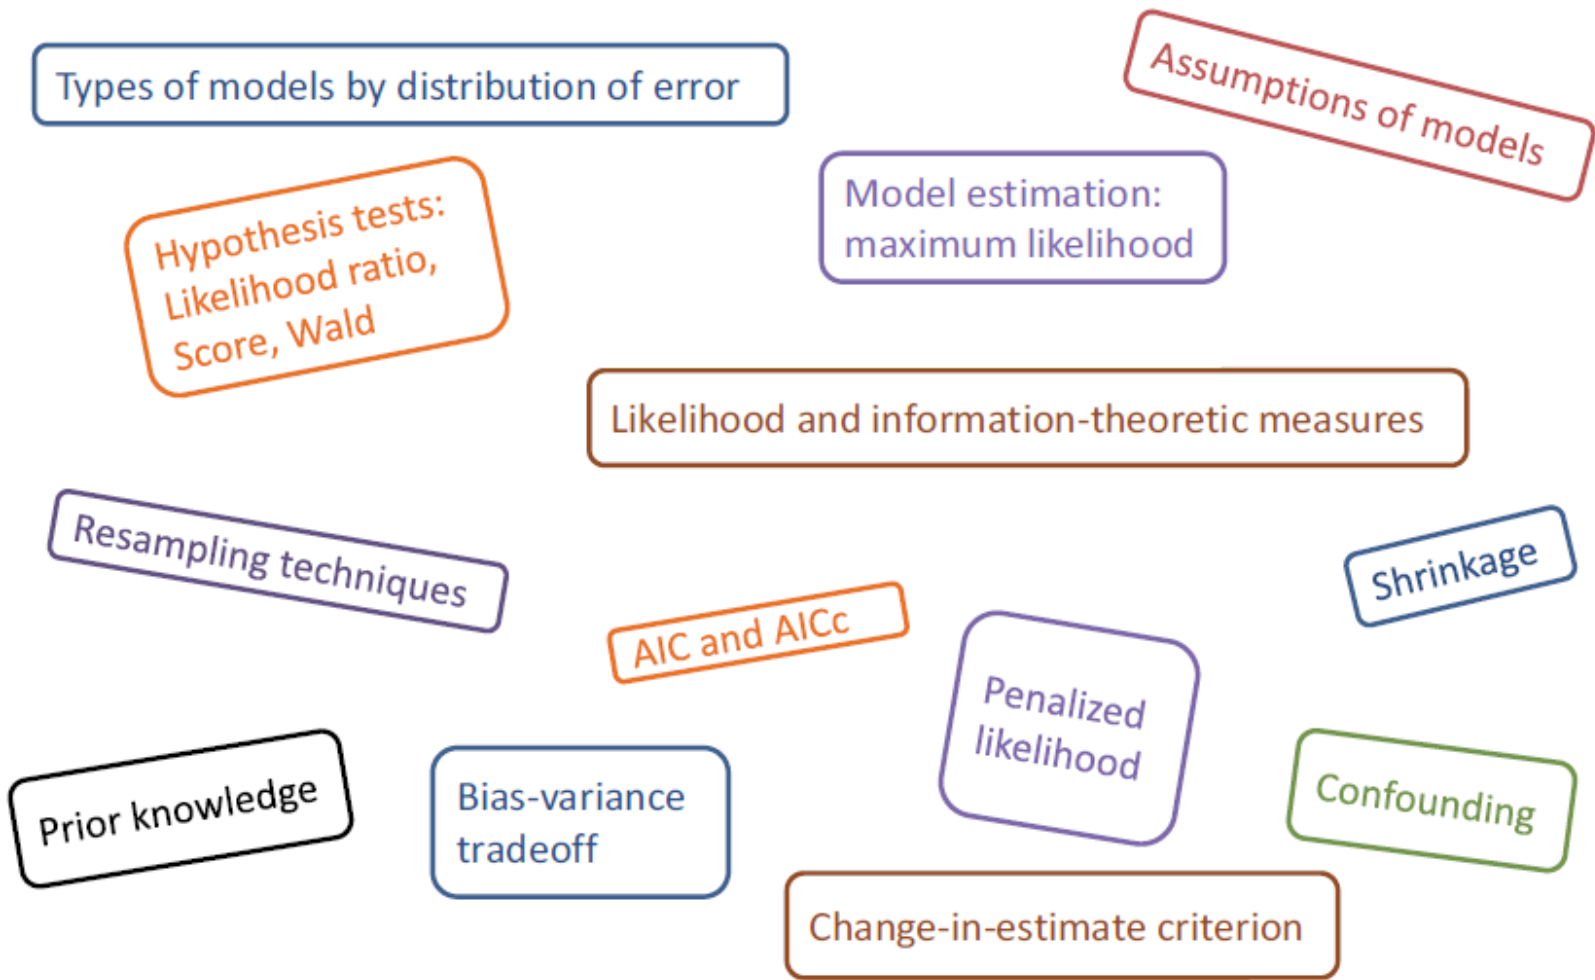 Types of models by distribution of error
Assumptions of models
Hypothesis tests:
Likelihood ratio,
Score, Wald
Model estimation:
maximum likelihood
Likelihood and information-theoretic measures
Resampling techniques
Shrinkage
AIC and AICc
Penalized
likelihood
Prior knowledge
Bias-variance
tradeoff
Confounding
Change-in-estimate criterion